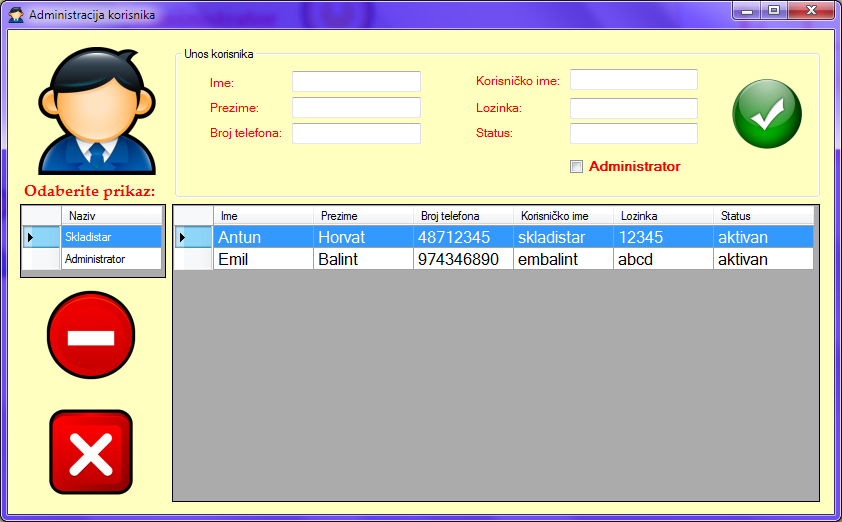 Administracija korisnika
Unos korisnika
Ime:
Korisničko ime:
Prezime:
Lozinka:
Broj telefona:
Status:
Administrator
Odaberite prikaz:
Naziv
Skladistar
Administrator
Ime Prezime Broj telefona Korisničko ime Lozinka Status
Antun Horvat 48712345 skladistar 12345 aktivan
Emil Balint 974346890 embalint abcd aktivan